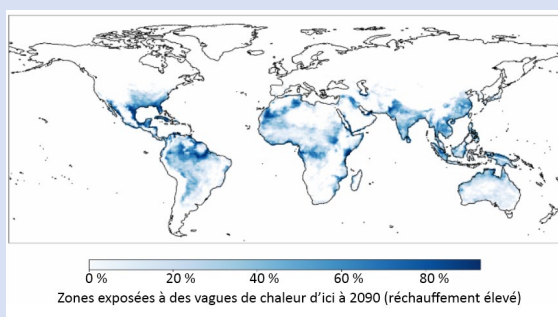 0 % 20 % 40 % 60 % 80 %
Zones exposées à des vagues de chaleur d’ici à 2090 (réchauffement élevé)